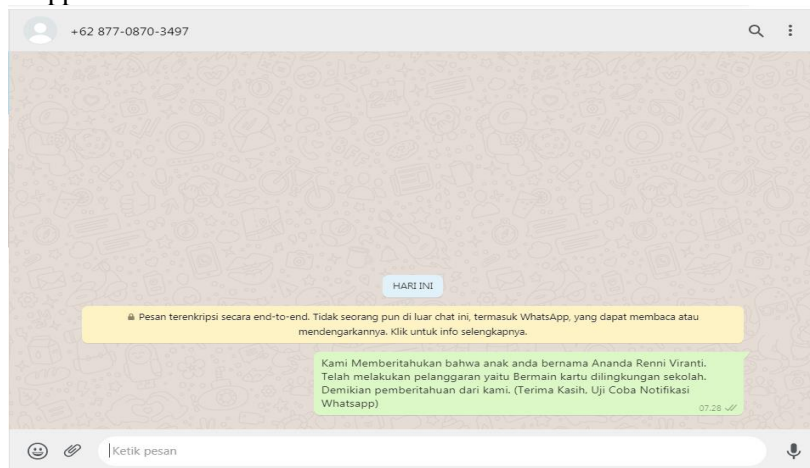 +62 877-0870-3497
HARI INI
Pesan terenkripsi secara end-to-end. Tidak seorang pun di luar chat ini, termasuk WhatsApp, yang dapat membaca atau
mendengarkannya. Klik untuk info selengkapnya.
Kami Memberitahukan bahwa anak anda bernama Ananda Renni Viranti.
Telah melakukan pelanggaran yaitu Bermain kartu dilingkungan sekolah.
Demikian pemberitahuan dari kami. (Terima Kasih. Uji Coba Notifikasi
Whatsapp)
07.28
Ketik pesan